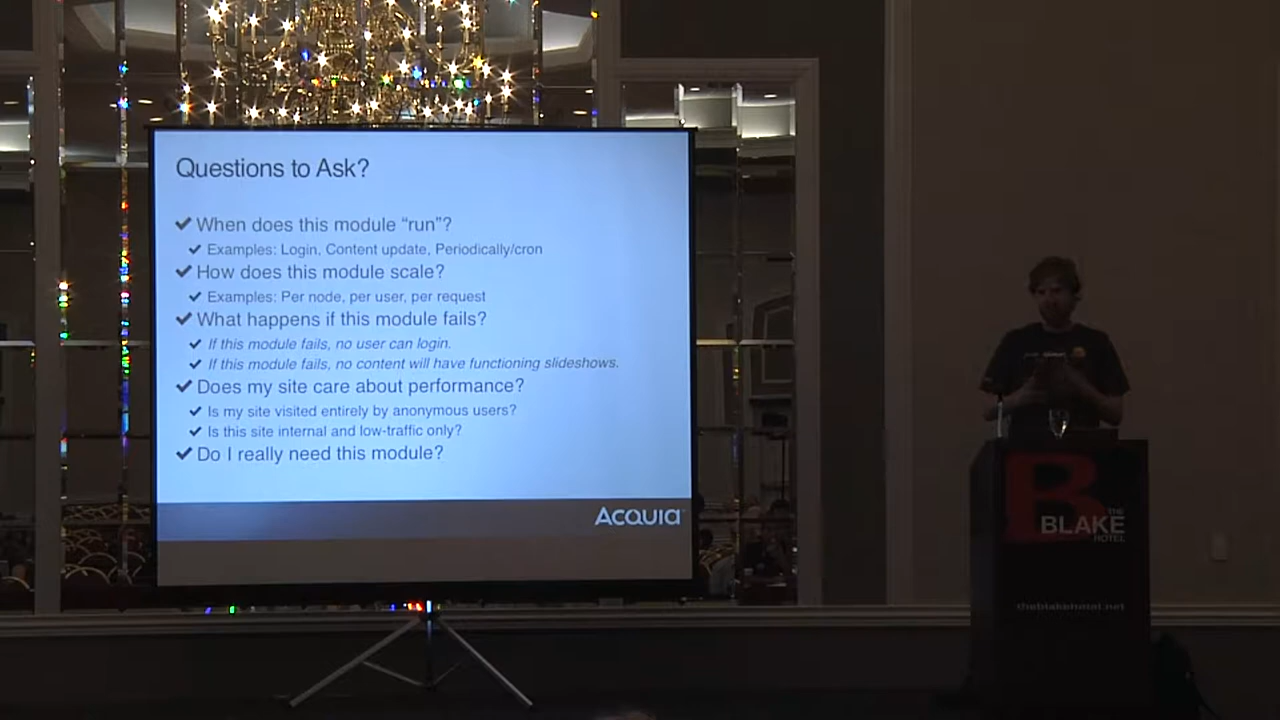 Questions to Ask?
When does this module “run”?
Examples: Login, Content update, Periodically/cron
How does this module scale?
Examples: Per node, per user, per request
What happens if this module fails?
If this module fails, no user can login.
If this module fails, no content will have functioning slideshows.
Does my site care about performance?
Is my site visited entirely by anonymous users?
Is this site internal and low-traffic only?
Do I really need this module?
Acquia
B
THE
BLAKE
HOTEL
theblakehotel.net